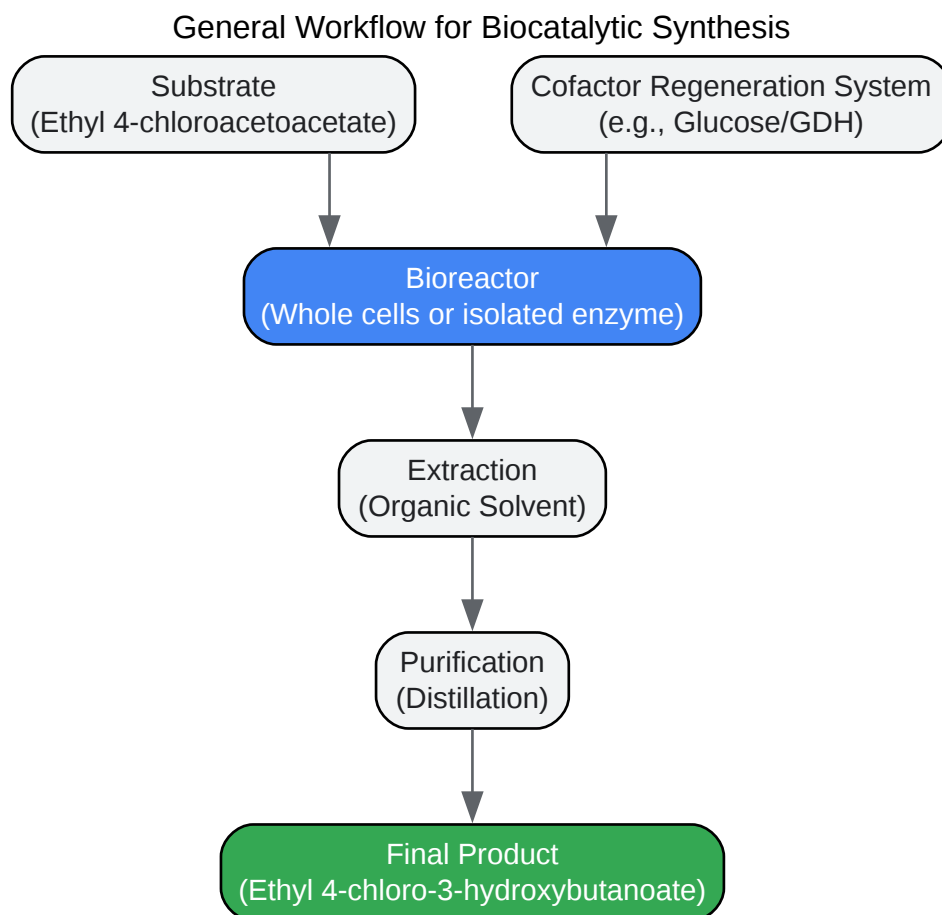 General Workflow for Biocatalytic Synthesis
Substrate
(Ethyl 4-chloroacetoacetate)
Cofactor Regeneration System
(e.g., Glucose/GDH)
Bioreactor
(Whole cells or isolated enzyme)
Extraction
(Organic Solvent)
Purification
(Distillation)
Final Product
(Ethyl 4-chloro-3-hydroxybutanoate)